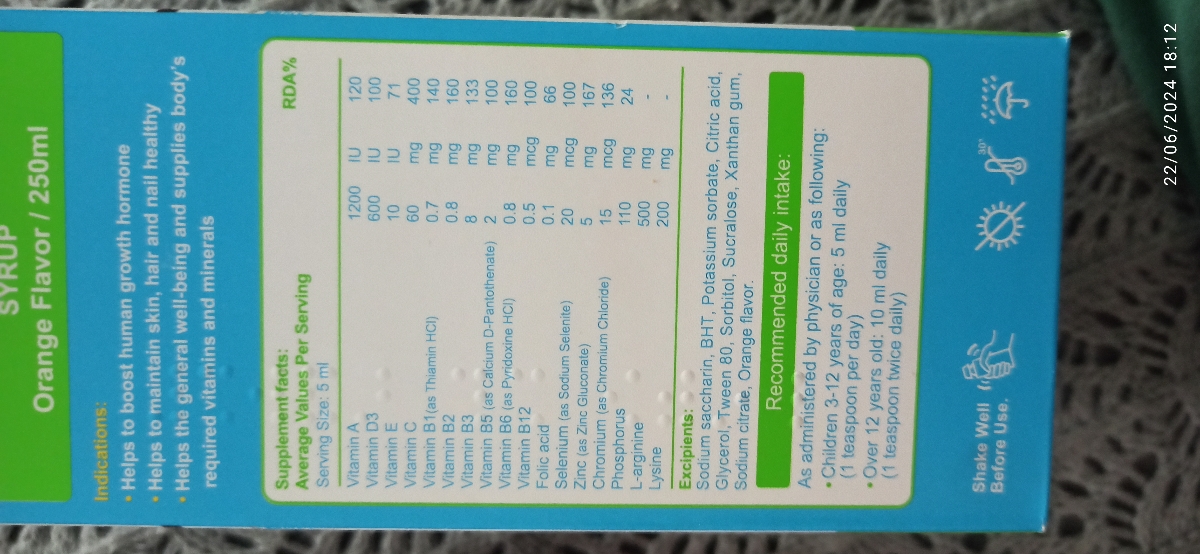 SYRUP
Orange Flavor / 250ml
Indications:
• Helps to boost human growth hormone
• Helps to maintain skin, hair and nail healthy
• Helps the general well-being and supplies body's
required vitamins and minerals
Supplement facts:
Average Values Per Serving RDA%
Serving Size: 5 ml
Vitamin A 1200 IU 120
Vitamin D3 600 IU 100
Vitamin E 10 IU 71
Vitamin C 60 mg 400
Vitamin B1 (as Thiamin HCl) 0.7 mg 140
Vitamin B2 0.8 mg 160
Vitamin B3 8 mg 133
Vitamin B5 (as Calcium D-Pantothenate) 2 mg 100
Vitamin B6 (as Pyridoxine HCl) 0.8 mg 160
Vitamin B12 0.5 mcg 100
Folic acid 0.1 mg 66
Selenium (as Sodium Selenite) 20 mcg 100
Zinc (as Zinc Gluconate) 5 mg 167
Chromium (as Chromium Chloride) 15 mcg 136
Phosphorus 110 mg 24
L-arginine 500 mg -
Lysine 200 mg -
Excipients:
Sodium saccharin, BHT, Potassium sorbate, Citric acid,
Glycerol, Tween 80, Sorbitol, Sucralose, Xanthan gum,
Sodium citrate, Orange flavor.
Recommended daily intake:
As administered by physician or as following:
• Children 3-12 years of age: 5 ml daily
(1 teaspoon per day)
• Over 12 years old: 10 ml daily
(1 teaspoon twice daily)
Shake Well
Before Use.
30°
22/06/2024 18:12